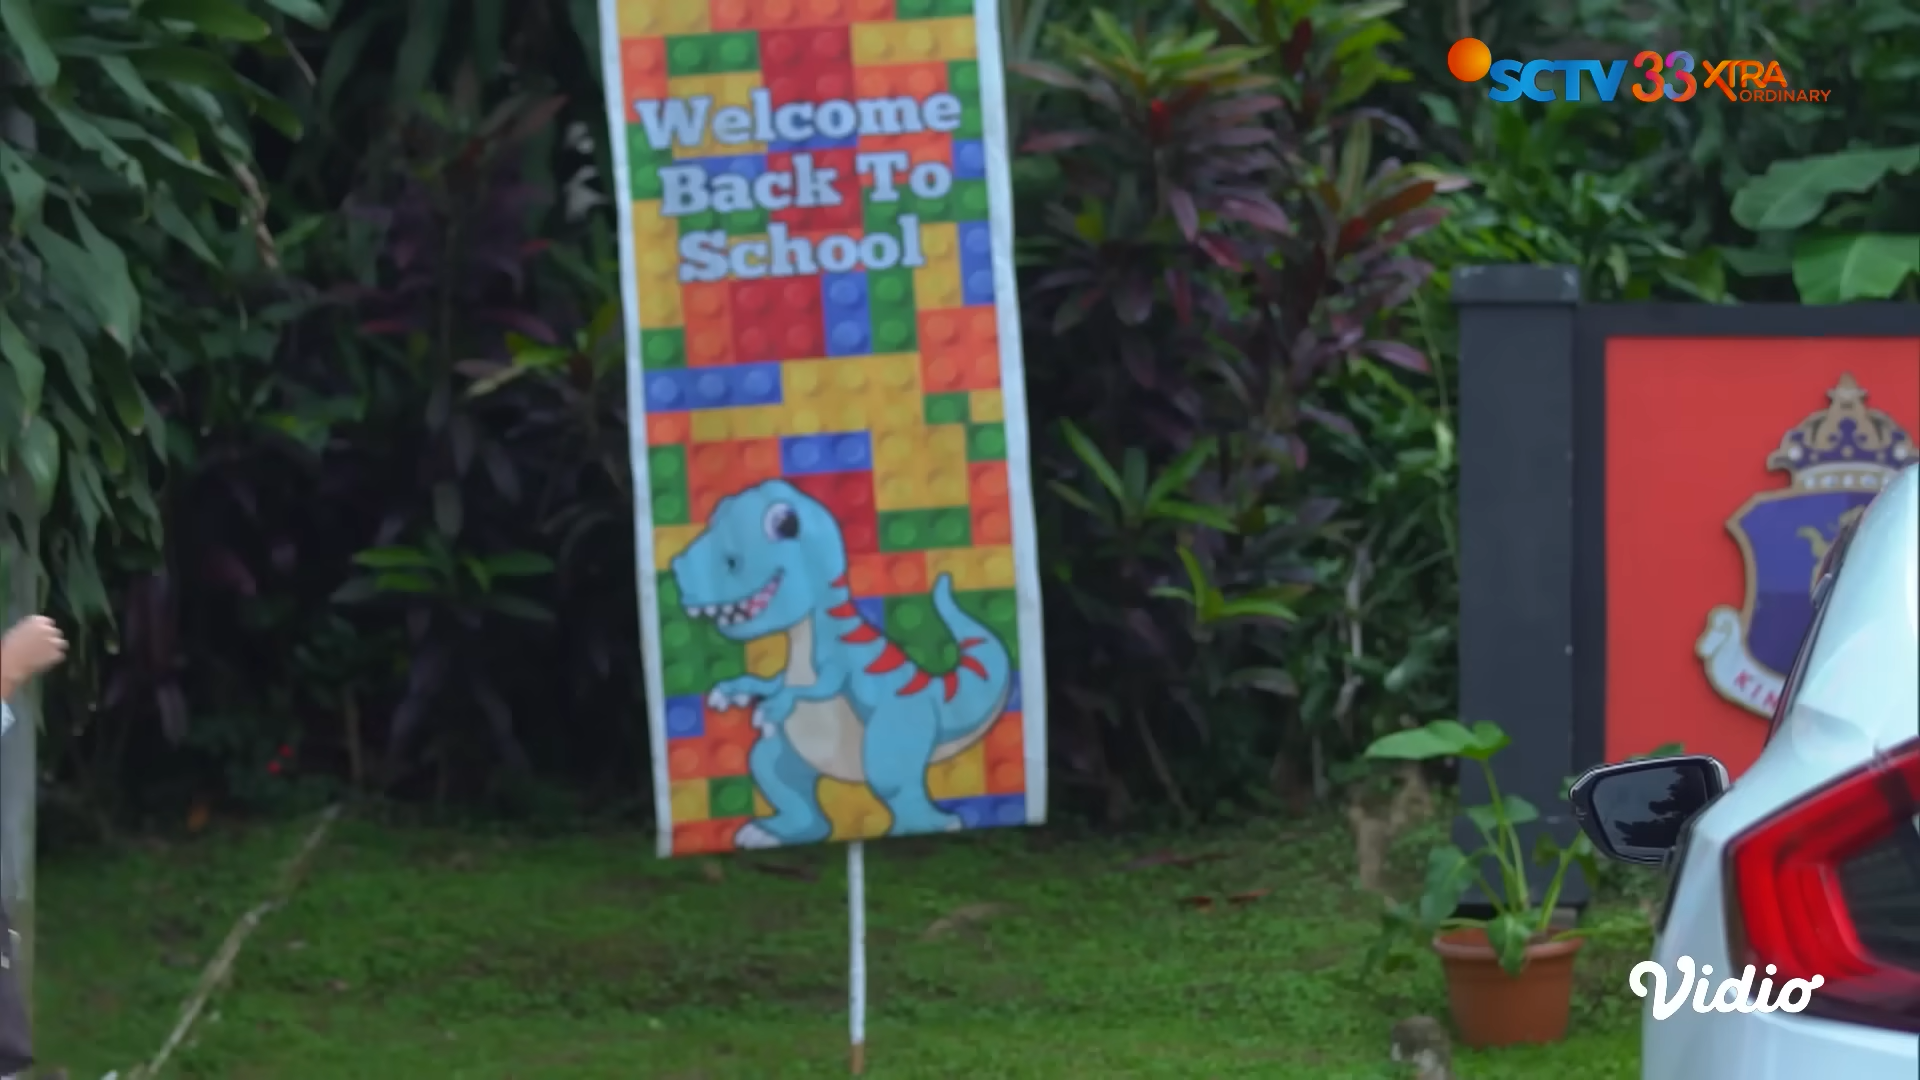 SCTV 33 XTRA
ORDINARY
Welcome
Back To
School
Vidio